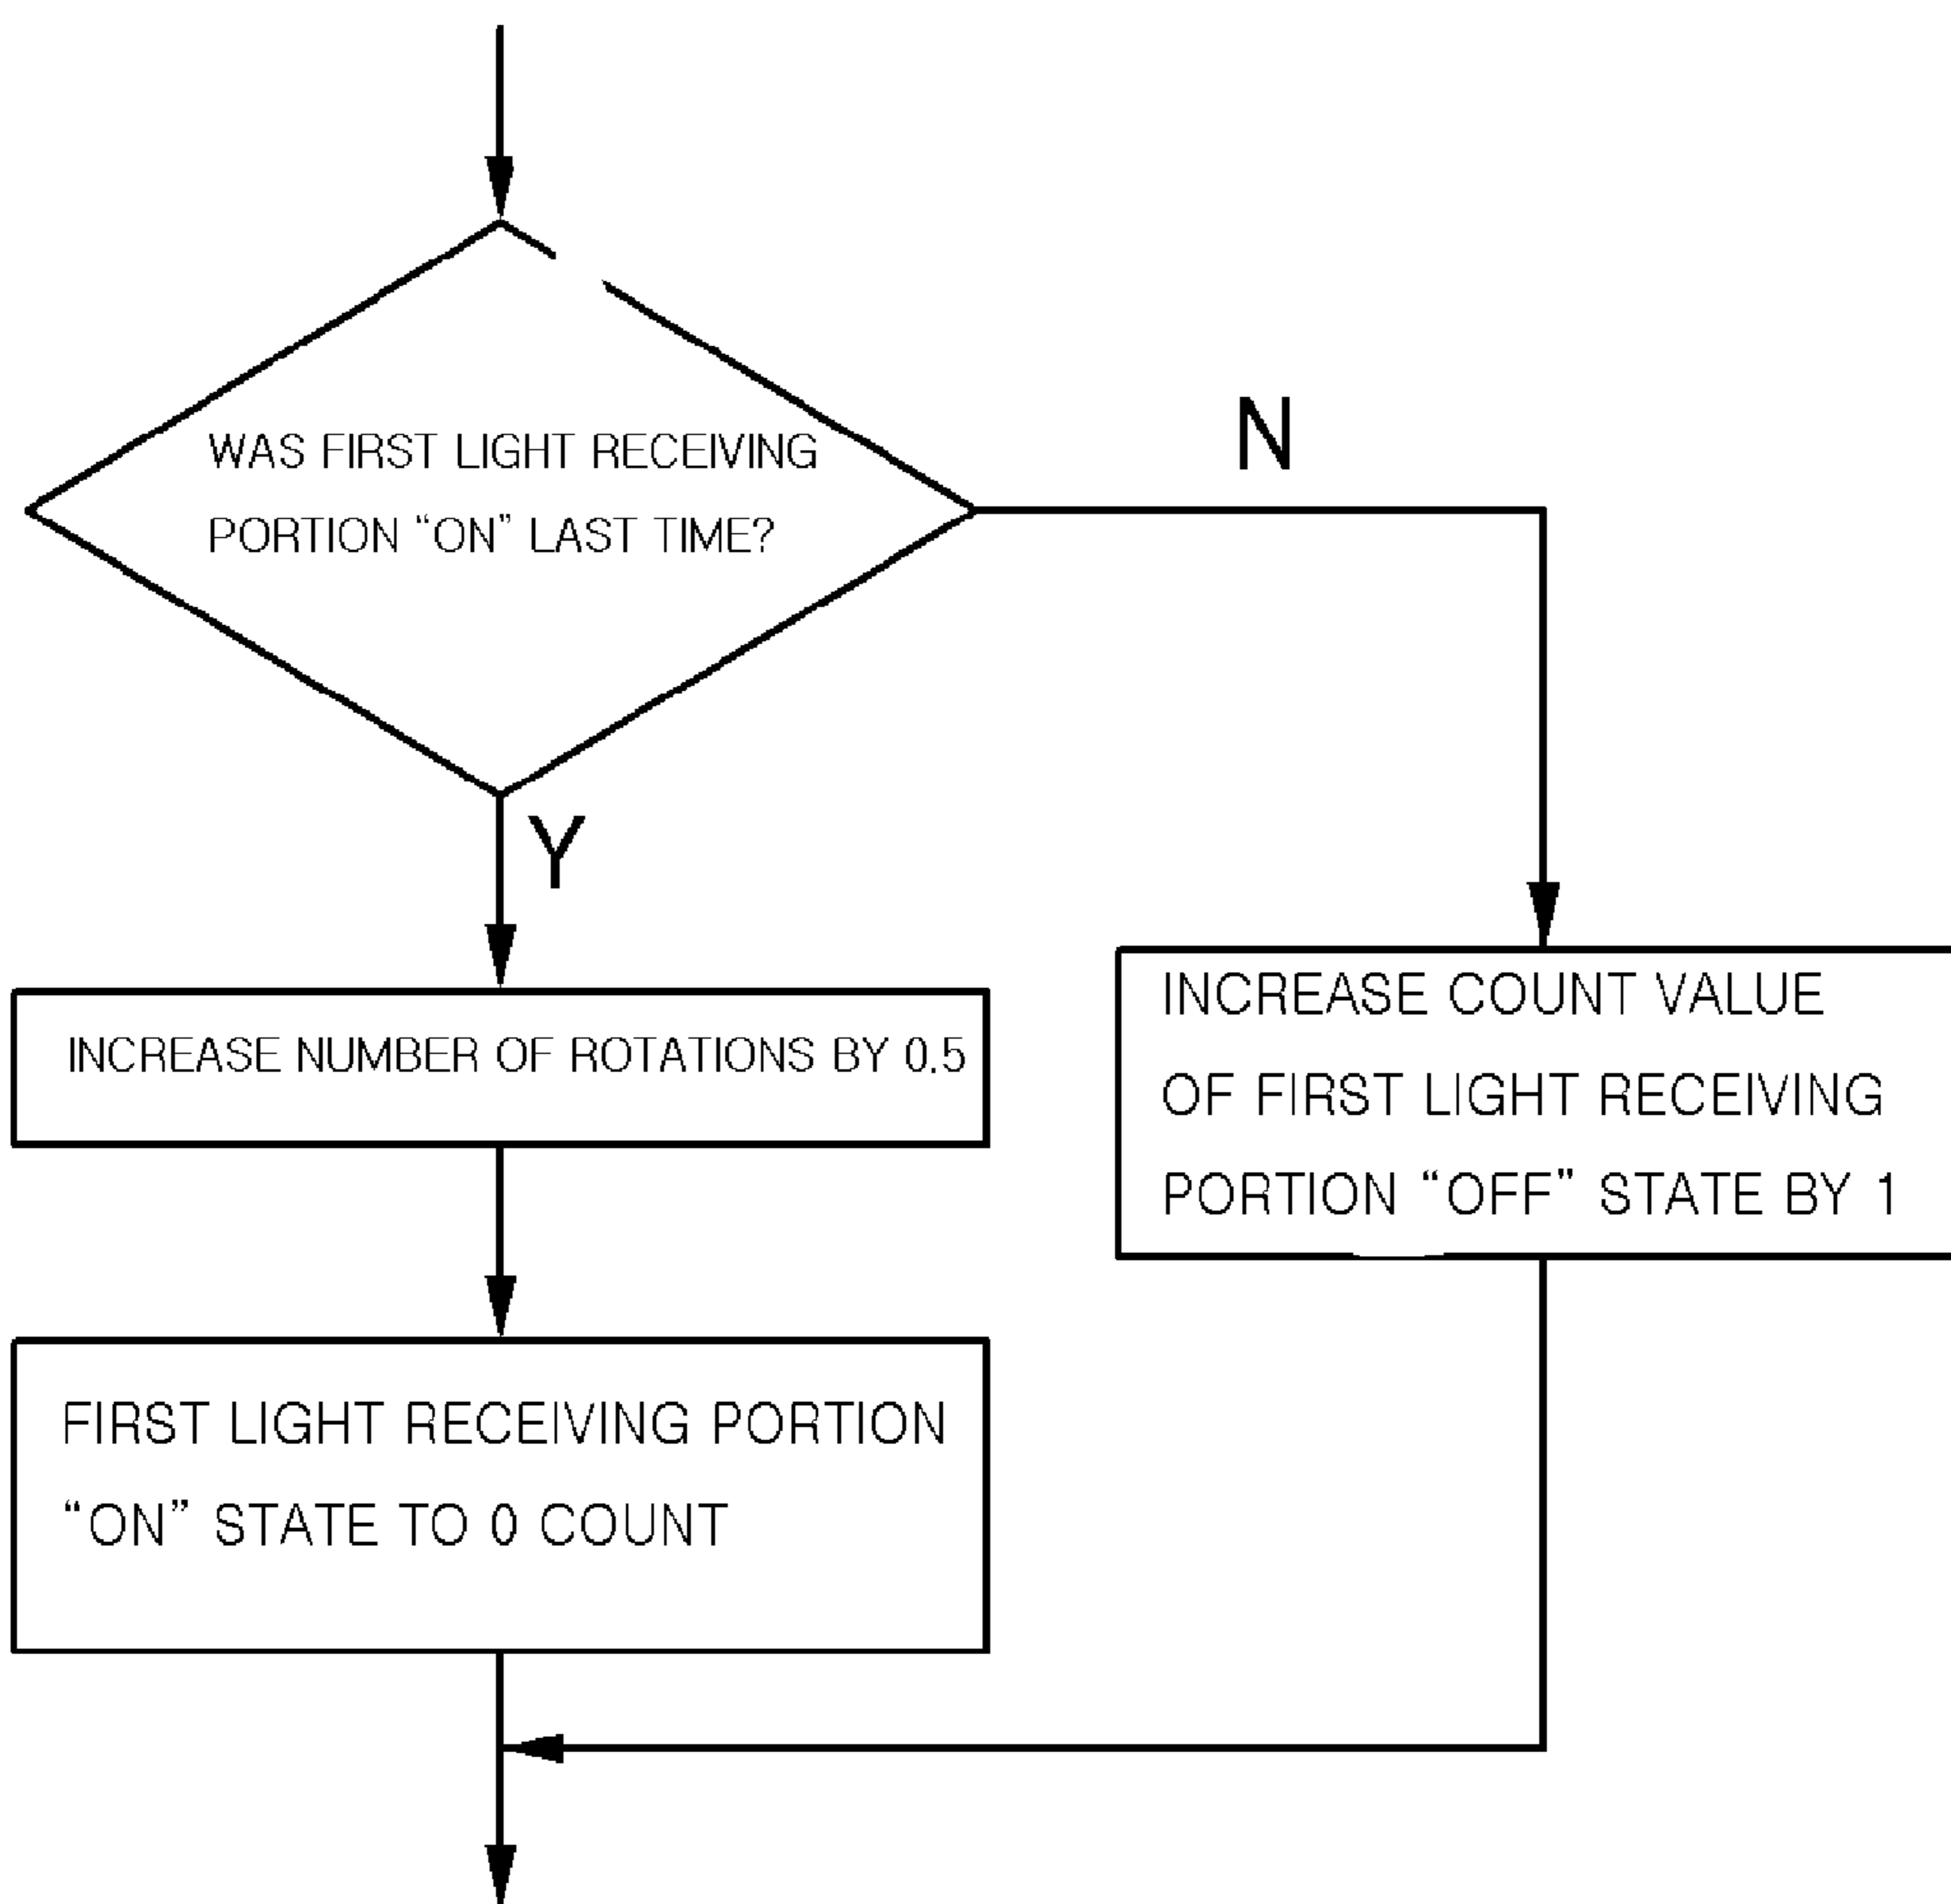 WAS FIRST LIGHT RECEIVING
PORTION “ON” LAST TIME?
N
Y
INCREASE NUMBER OF ROTATIONS BY 0.5
INCREASE COUNT VALUE
OF FIRST LIGHT RECEIVING
PORTION “OFF” STATE BY 1
FIRST LIGHT RECEIVING PORTION
“ON” STATE TO 0 COUNT